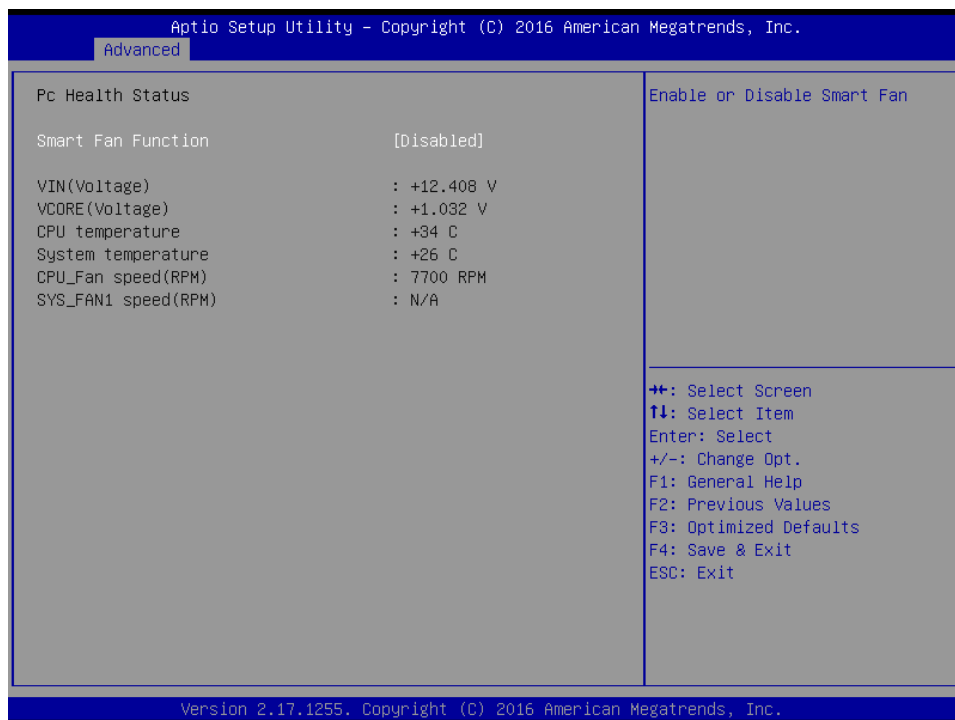 Aptio Setup Utility – Copyright (C) 2016 American Megatrends, Inc.
Advanced
Pc Health Status
Smart Fan Function [Disabled]
VIN(Voltage) : +12.408 V
VCORE(Voltage) : +1.032 V
CPU temperature : +34 C
System temperature : +26 C
CPU_Fan speed(RPM) : 7700 RPM
SYS_FAN1 speed(RPM) : N/A
Enable or Disable Smart Fan
→←: Select Screen
↑↓: Select Item
Enter: Select
+/-: Change Opt.
F1: General Help
F2: Previous Values
F3: Optimized Defaults
F4: Save & Exit
ESC: Exit
Version 2.17.1255. Copyright (C) 2016 American Megatrends, Inc.